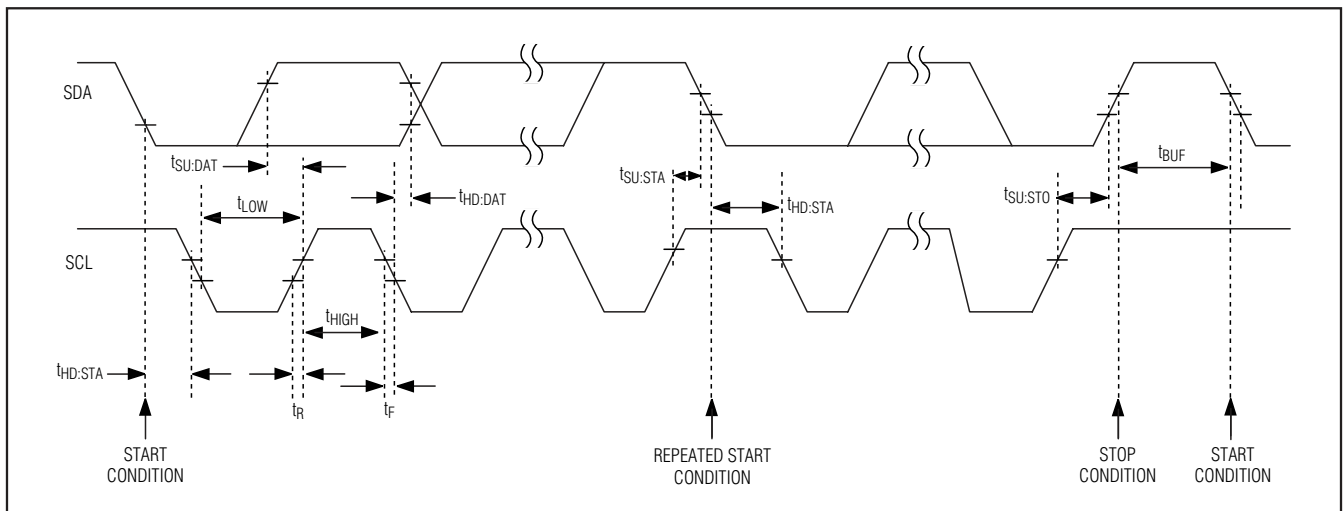 SDA
tSU:DAT
tLOW
tHD:DAT
tSU:STA
tHD:STA
tSU:STO
tBUF
SCL
tHIGH
tHD:STA
tR
tF
START
CONDITION
REPEATED START
CONDITION
STOP
CONDITION
START
CONDITION